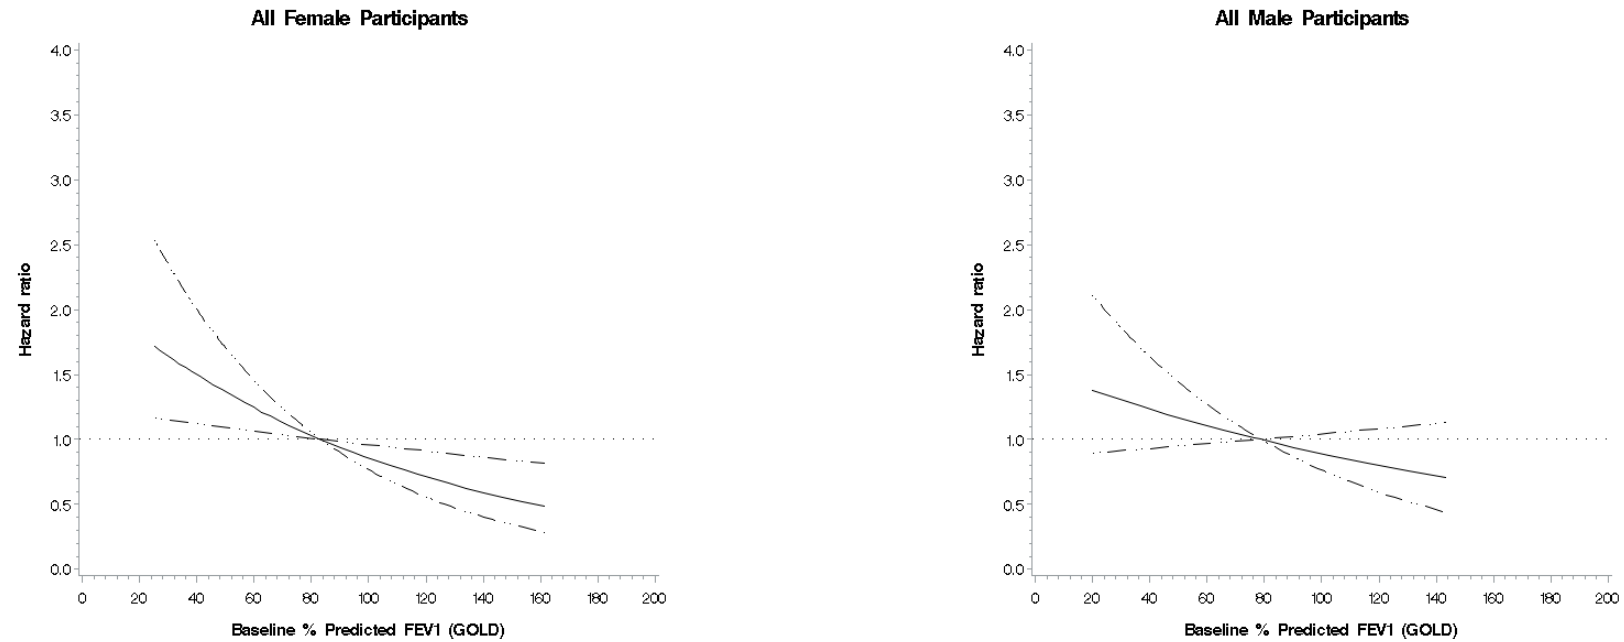 All Female Participants
4.0
3.5
3.0
2.5
2.0
1.5
1.0
0.5
0.0
Hazard ratio
0 20 40 60 80 100 120 140 160 180 200
Baseline % Predicted FEV1 (GOLD)
All Male Participants
4.0
3.5
3.0
2.5
2.0
1.5
1.0
0.5
0.0
Hazard ratio
0 20 40 60 80 100 120 140 160 180 200
Baseline % Predicted FEV1 (GOLD)